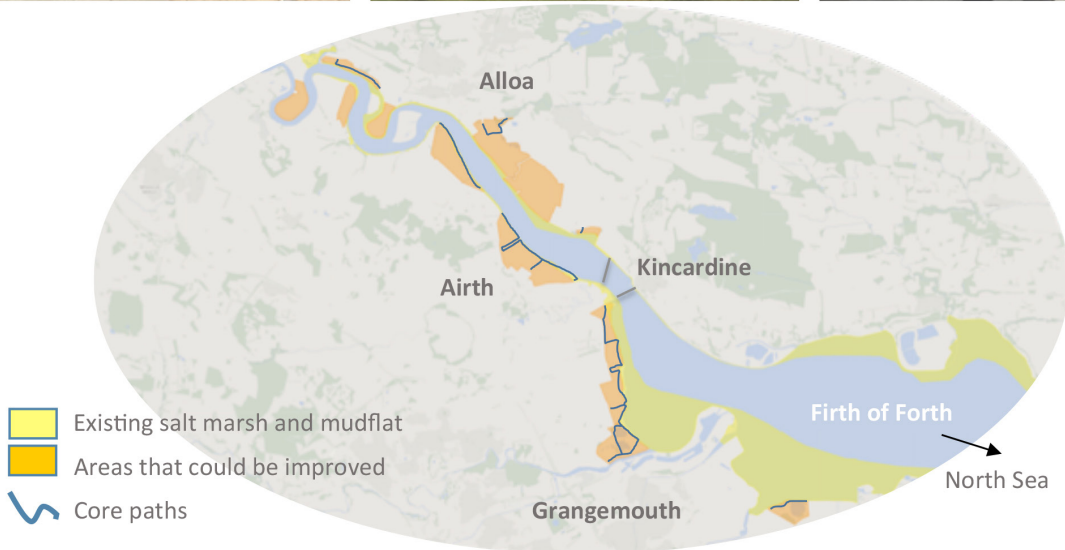 Alloa
Kincardine
Airth
Existing salt marsh and mudflat
Firth of Forth
Areas that could be improved
North Sea
Core paths
Grangemouth